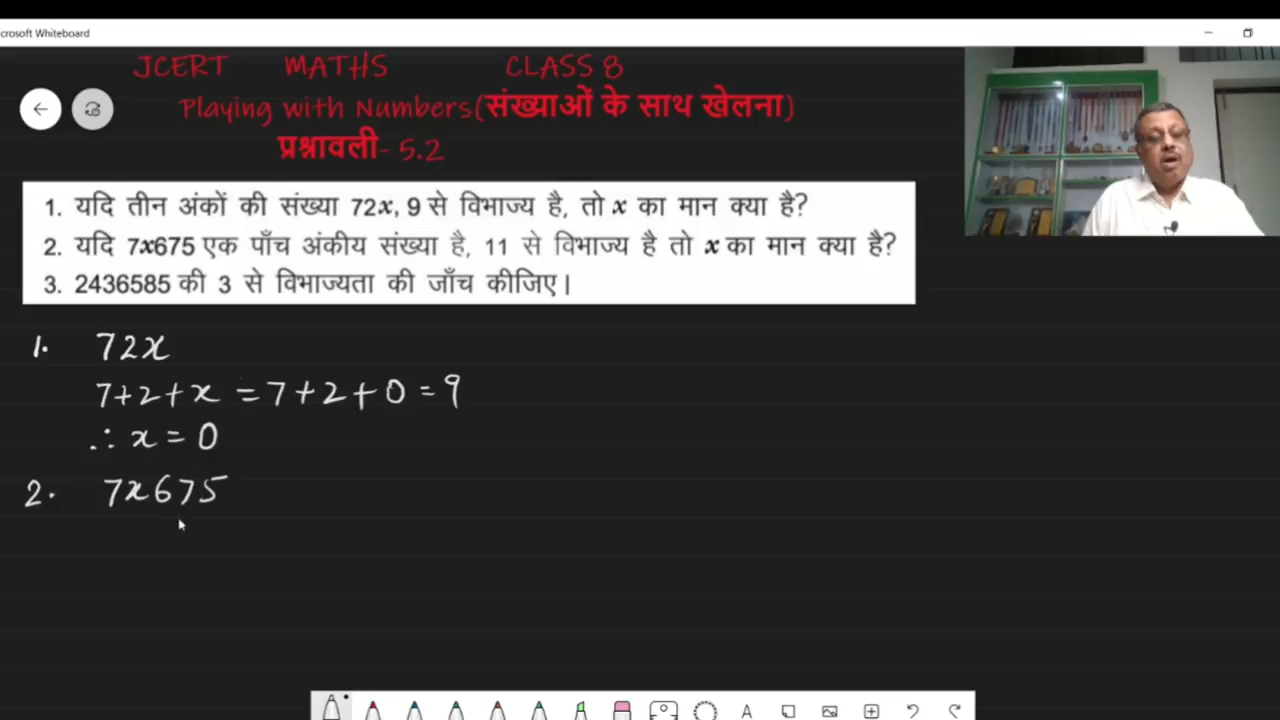 crosoft Whiteboard
JCERT MATHS CLASS 8
Playing with Numbers(संख्याओं के साथ खेलना)
प्रश्नावली- 5.2
1. यदि तीन अंकों की संख्या 72x, 9 से विभाज्य है, तो x का मान क्या है?
2. यदि 7x675 एक पाँच अंकीय संख्या है, 11 से विभाज्य है तो x का मान क्या है?
3. 2436585 की 3 से विभाज्यता की जाँच कीजिए।
1. 72x
7+2+x = 7+2+0 = 9
∴ x = 0
2. 7x675
A